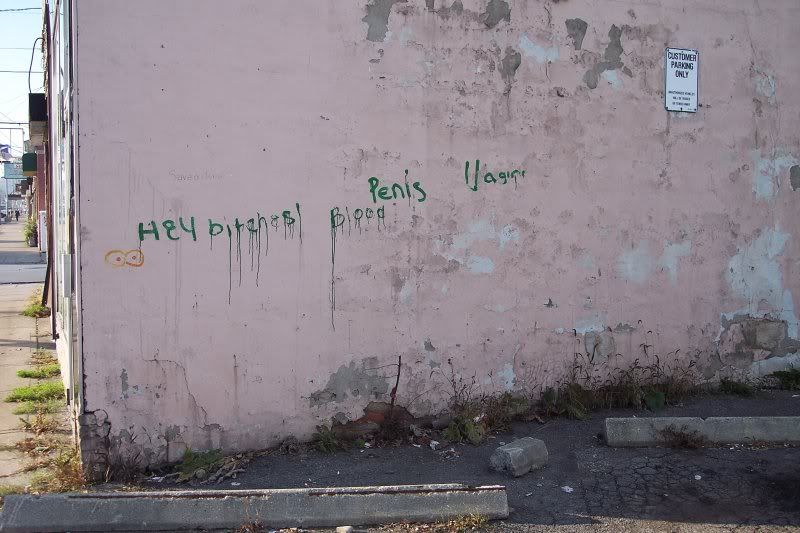 CUSTOMER
PARKING
ONLY
Penis Vagina
HEY bitches! Blood